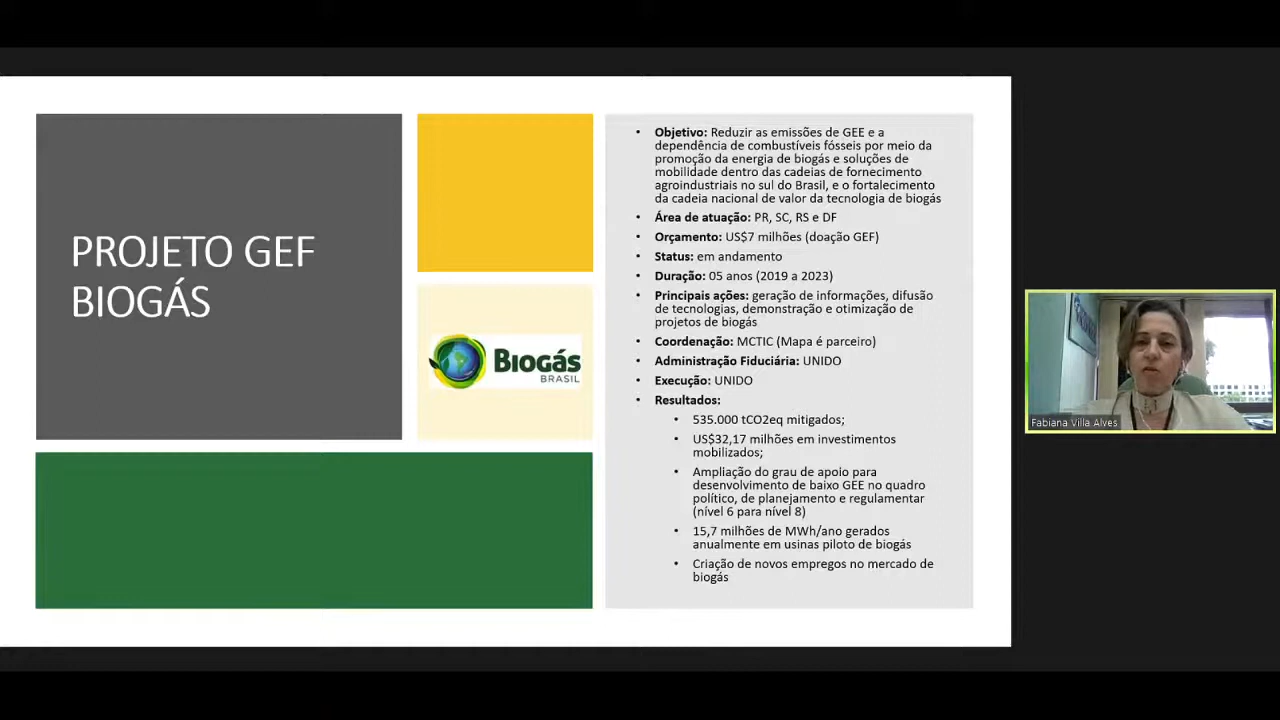 PROJETO GEF
BIOGÁS
BIOGÁS
BRASIL
• Objetivo: Reduzir as emissões de GEE e a
dependência de combustíveis fósseis por meio da
promoção da energia de biogás e soluções de
mobilidade dentro das cadeias de fornecimento
agroindustriais no sul do Brasil, e o fortalecimento
da cadeia nacional de valor da tecnologia de biogás
• Área de atuação: PR, SC, RS e DF
• Orçamento: US$7 milhões (doação GEF)
• Status: em andamento
• Duração: 05 anos (2019 a 2023)
• Principais ações: geração de informações, difusão
de tecnologias, demonstração e otimização de
projetos de biogás
• Coordenação: MCTIC (Mapa é parceiro)
• Administração Fiduciária: UNIDO
• Execução: UNIDO
• Resultados:
• 535.000 tCO2eq mitigados;
• US$32,17 milhões em investimentos
mobilizados;
• Ampliação do grau de apoio para
desenvolvimento de baixo GEE no quadro
político, de planejamento e regulamentar
(nível 6 para nível 8)
• 15,7 milhões de MWh/ano gerados
anualmente em usinas piloto de biogás
• Criação de novos empregos no mercado de
biogás
Fabiana Villa Alves